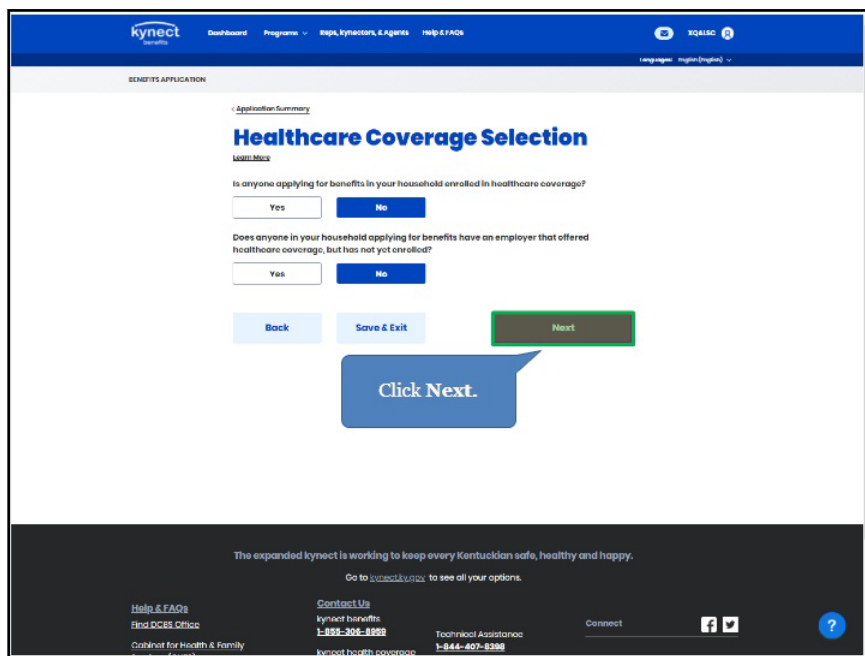 kynect
benefits
Dashboard Programs Reps, kynectors, & Agents Help & FAQs
XQALSC
Languages: English (English)
BENEFITS APPLICATION
< Application Summary
Healthcare Coverage Selection
Learn More
Is anyone applying for benefits in your household enrolled in healthcare coverage?
Yes No
Does anyone in your household applying for benefits have an employer that offered
healthcare coverage, but has not yet enrolled?
Yes No
Back Save & Exit Next
Click Next.
The expanded kynect is working to keep every Kentuckian safe, healthy and happy.
Go to kynect.ky.gov to see all your options.
Help & FAQs
Find DCBS Office
Cabinet for Health & Family
Contact Us
kynect benefits
1-855-306-8959
kynect health coverage
Technical Assistance
1-844-407-8398
Connect
?